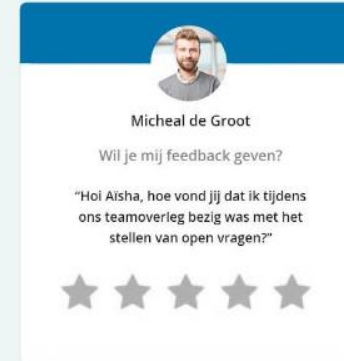 Micheal de Groot
Wil je mij feedback geven?
“Hoi Aïsha, hoe vond jij dat ik tijdens
ons teamoverleg bezig was met het
stellen van open vragen?”